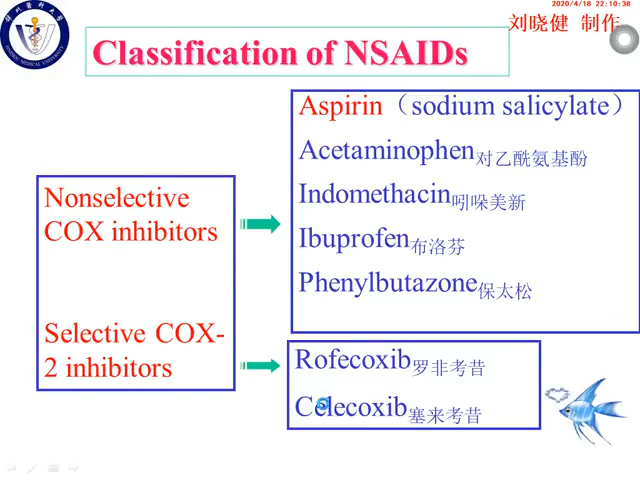 2020/4/18 22:10:38
刘晓健 制作
Classification of NSAIDs
Nonselective
COX inhibitors
Selective COX-
2 inhibitors
Aspirin（sodium salicylate）
Acetaminophen对乙酰氨基酚
Indomethacin吲哚美新
Ibuprofen布洛芬
Phenylbutazone保太松
Rofecoxib罗非考昔
Celecoxib塞来考昔